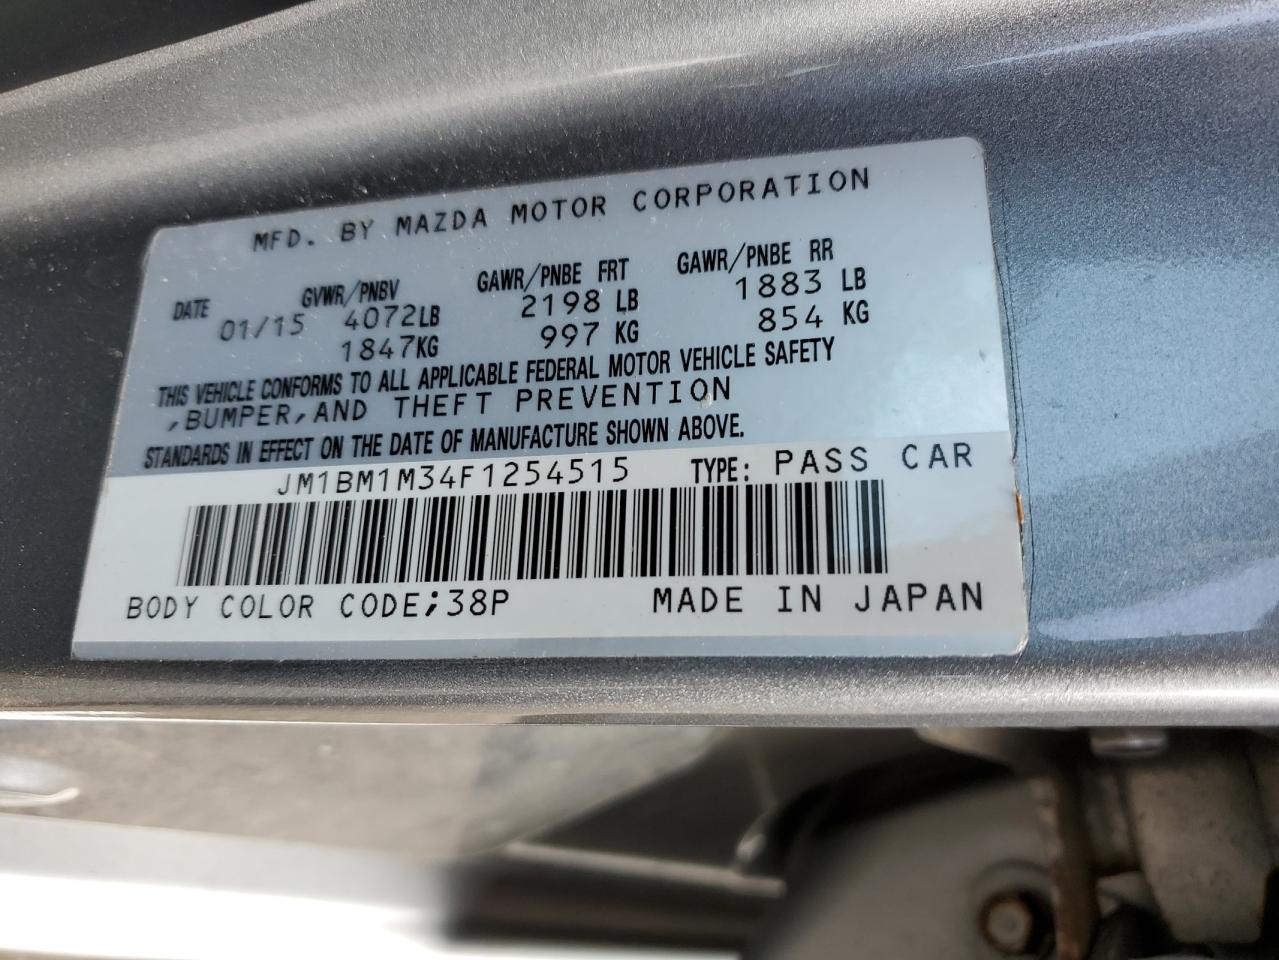 MFD. BY MAZDA MOTOR CORPORATION
DATE GVWR/PNBV GAWR/PNBE FRT GAWR/PNBE RR
01/15 4072LB 2198 LB 1883 LB
1847KG 997 KG 854 KG
THIS VEHICLE CONFORMS TO ALL APPLICABLE FEDERAL MOTOR VEHICLE SAFETY
,BUMPER,AND THEFT PREVENTION
STANDARDS IN EFFECT ON THE DATE OF MANUFACTURE SHOWN ABOVE.
JM1BM1M34F1254515 TYPE: PASS CAR
BODY COLOR CODE;38P MADE IN JAPAN